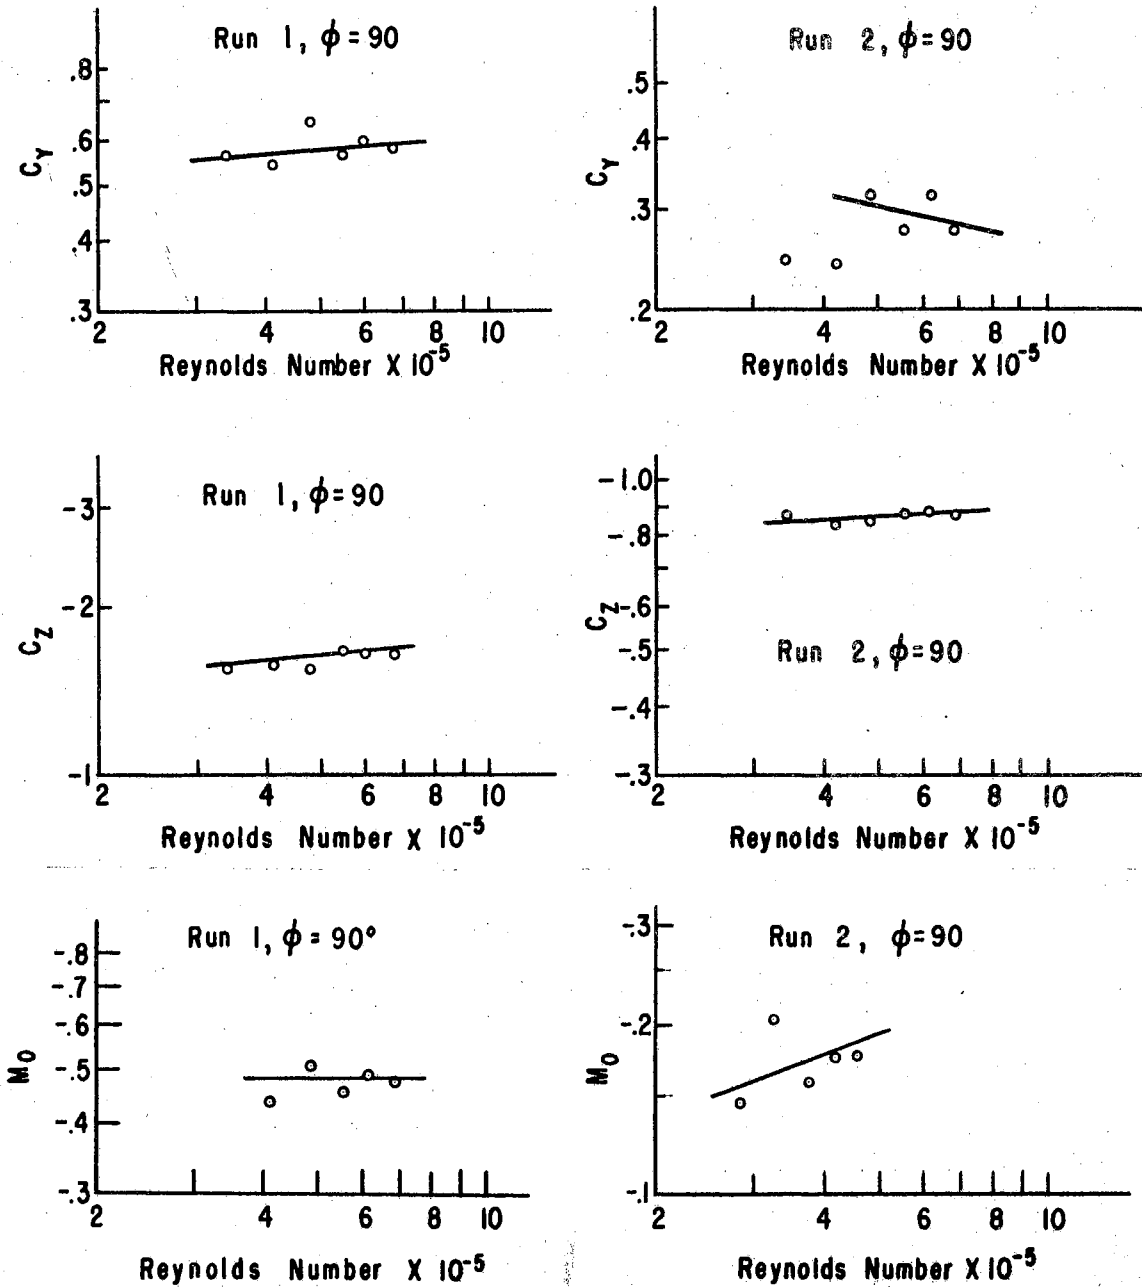 Run 1, ϕ=90
.8
.6
.5
.4
.3
C_Y
2 4 6 8 10
Reynolds Number X 10^-5
Run 2, ϕ=90
.5
.4
.3
.2
C_Y
2 4 6 8 10
Reynolds Number X 10^-5
Run 1, ϕ=90
-3
-2
-1
C_Z
2 4 6 8 10
Reynolds Number X 10^-5
-1.0
-.8
-.6
-.5
-.4
-.3
C_Z
Run 2, ϕ=90
2 4 6 8 10
Reynolds Number X 10^-5
Run 1, ϕ=90°
-.8
-.7
-.6
-.5
-.4
-.3
M_O
2 4 6 8 10
Reynolds Number X 10^-5
Run 2, ϕ=90
-.3
-.2
-.1
M_O
2 4 6 8 10
Reynolds Number X 10^-5